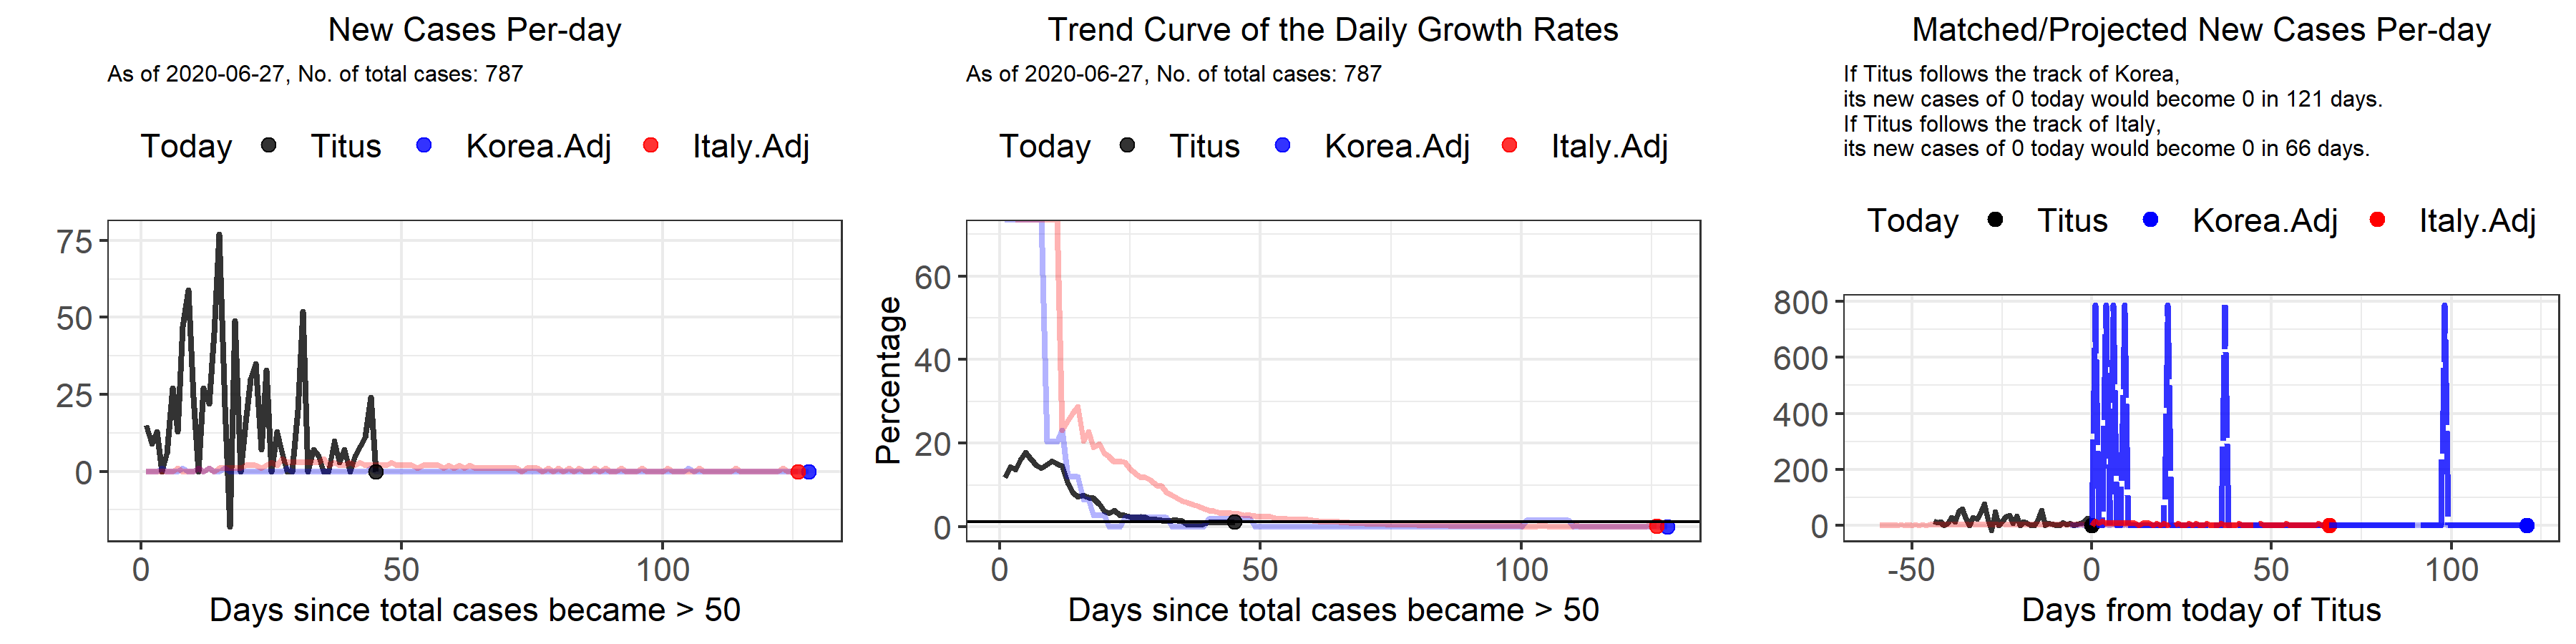 New Cases Per-day
As of 2020-06-27, No. of total cases: 787
Today Titus Korea.Adj Italy.Adj
75
50
25
0
0 50 100
Days since total cases became > 50
Trend Curve of the Daily Growth Rates
As of 2020-06-27, No. of total cases: 787
Today Titus Korea.Adj Italy.Adj
Percentage
60
40
20
0
0 50 100
Days since total cases became > 50
Matched/Projected New Cases Per-day
If Titus follows the track of Korea,
its new cases of 0 today would become 0 in 121 days.
If Titus follows the track of Italy,
its new cases of 0 today would become 0 in 66 days.
Today Titus Korea.Adj Italy.Adj
800
600
400
200
0
-50 0 50 100
Days from today of Titus